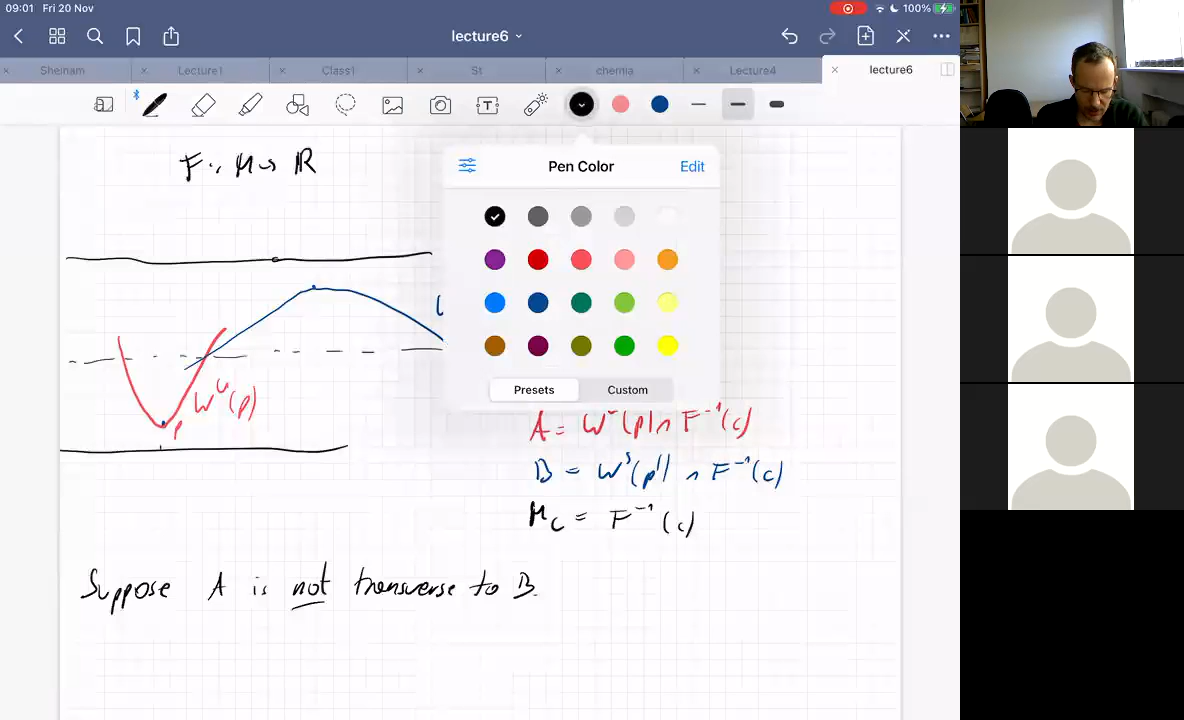 09:01 Fri 20 Nov
100%
lecture6
Sheinam
Lecture1
Class1
St
chernia
Lecture4
lecture6
F: M → ℝ
Pen Color
Edit
Presets
Custom
W^u(p)
p
A = W^u(p) ∩ F^-1(c)
B = W^s(p') ∩ F^-1(c)
M_c = F^-1(c)
Suppose A is not transverse to B.